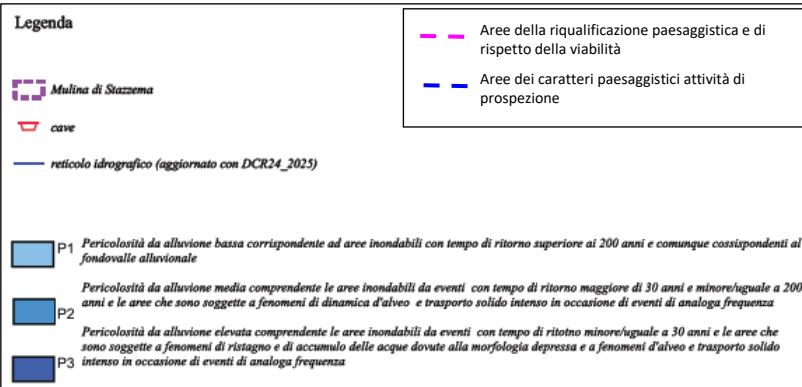 Legenda
Mulina di Stazzema
cave
reticolo idrografico (aggiornato con DCR24_2025)
Aree della riqualificazione paesaggistica e di
rispetto della viabilità
Aree dei caratteri paesaggistici attività di
prospezione
P1 Pericolosità da alluvione bassa corrispondente ad aree inondabili con tempo di ritorno superiore ai 200 anni e comunque cossispondenti al
fondovalle alluvionale
Pericolosità da alluvione media comprendente le aree inondabili da eventi con tempo di ritorno maggiore di 30 anni e minore/uguale a 200
P2 anni e le aree che sono soggette a fenomeni di dinamica d'alveo e trasporto solido intenso in occasione di eventi di analoga frequenza
Pericolosità da alluvione elevata comprendente le aree inondabili da eventi con tempo di ritotno minore/uguale a 30 anni e le aree che
sono soggette a fenomeni di ristagno e di accumulo delle acque dovute alla morfologia depressa e a fenomeni d'alveo e trasporto solido
P3 intenso in occasione di eventi di analoga frequenza